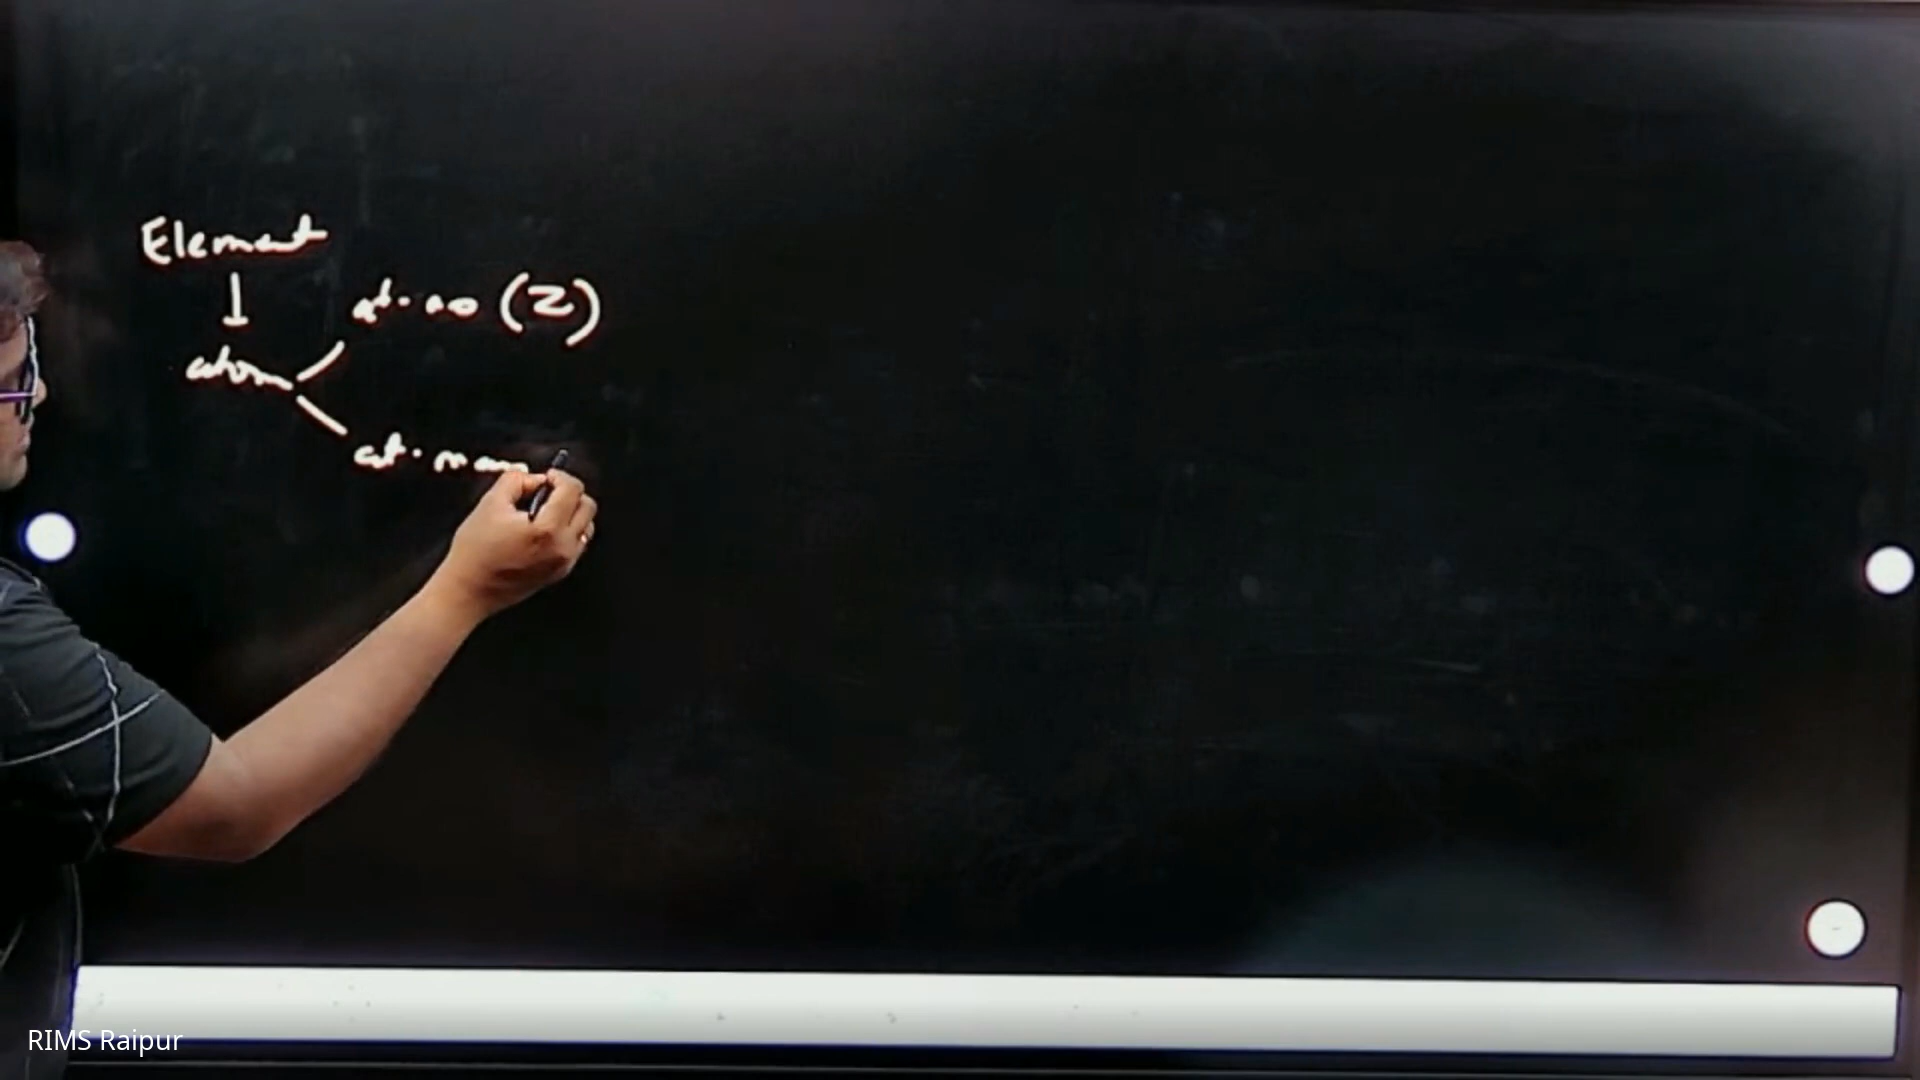 Element
at. no (Z)
atom
at. mass
RIMS Raipur